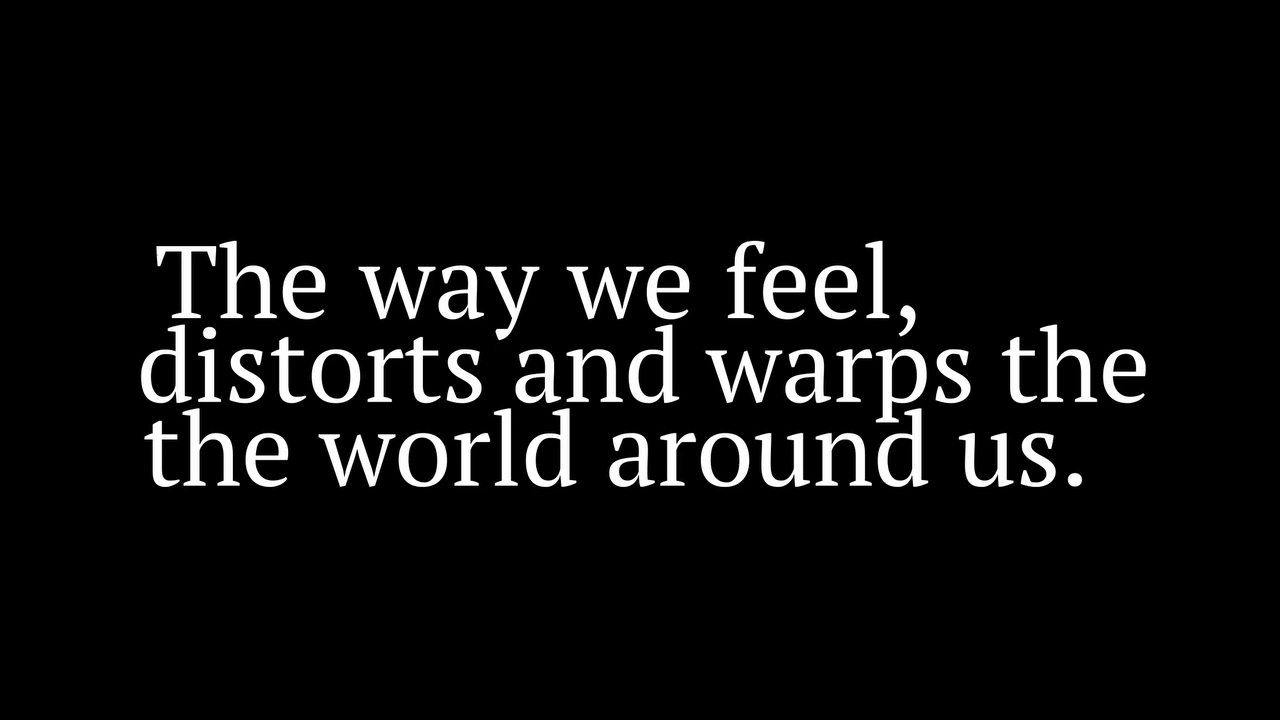 The way we feel,
distorts and warps the
the world around us.